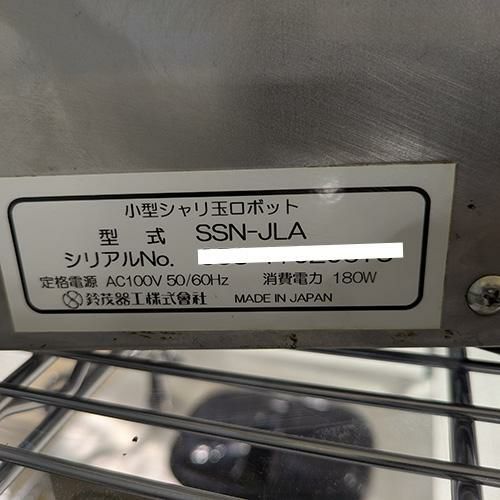 小型シャリ玉ロボット
型 式 SSN-JLA
シリアルNo.
定格電源 AC100V 50/60Hz 消費電力 180W
鈴茂器工株式會社 MADE IN JAPAN